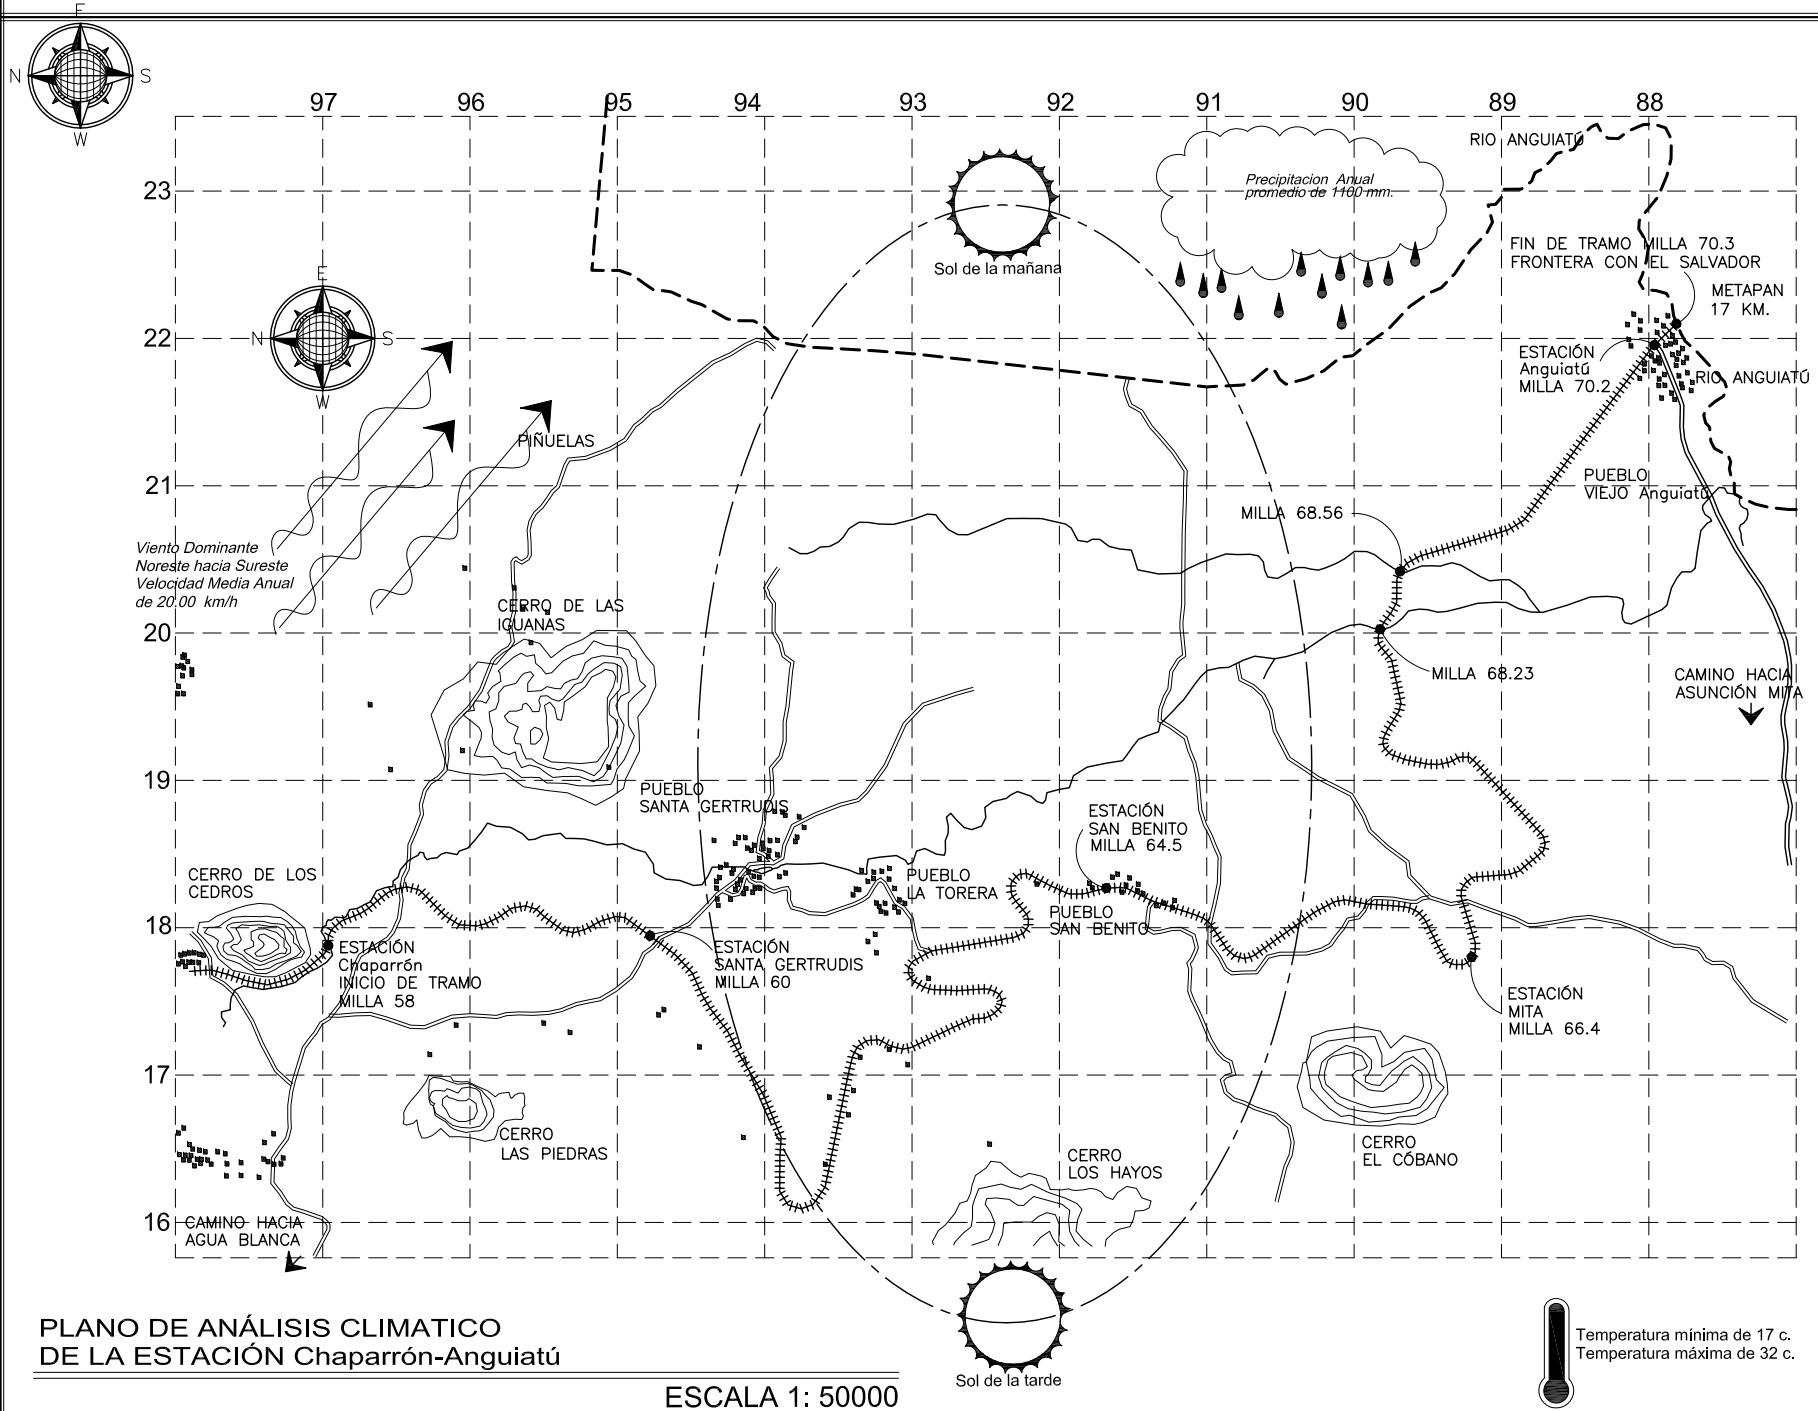 E
N
S
W
97
96
95
94
93
92
91
90
89
88
23
22
21
20
19
18
17
16
E
N
S
W
Sol de la mañana
Precipitacion Anual
promedio de 1100 mm.
RIO ANGUIATÚ
FIN DE TRAMO MILLA 70.3
FRONTERA CON EL SALVADOR
METAPAN
17 KM.
ESTACIÓN
Anguiatú
MILLA 70.2
RIO ANGUIATÚ
PIÑUELAS
PUEBLO
VIEJO Anguiatú
MILLA 68.56
Viento Dominante
Noreste hacia Sureste
Velocidad Media Anual
de 20.00 km/h
CERRO DE LAS
IGUANAS
MILLA 68.23
CAMINO HACIA
ASUNCIÓN MITA
PUEBLO
SANTA GERTRUDIS
ESTACIÓN
SAN BENITO
MILLA 64.5
CERRO DE LOS
CEDROS
PUEBLO
LA TORERA
PUEBLO
SAN BENITO
ESTACIÓN
Chaparrón
INICIO DE TRAMO
MILLA 58
ESTACIÓN
SANTA GERTRUDIS
MILLA 60
ESTACIÓN
MITA
MILLA 66.4
CERRO
LAS PIEDRAS
CERRO
LOS HAYOS
CERRO
EL CÓBANO
CAMINO HACIA
AGUA BLANCA
PLANO DE ANÁLISIS CLIMATICO
DE LA ESTACIÓN Chaparrón-Anguiatú
ESCALA 1: 50000
Sol de la tarde
Temperatura mínima de 17 c.
Temperatura máxima de 32 c.